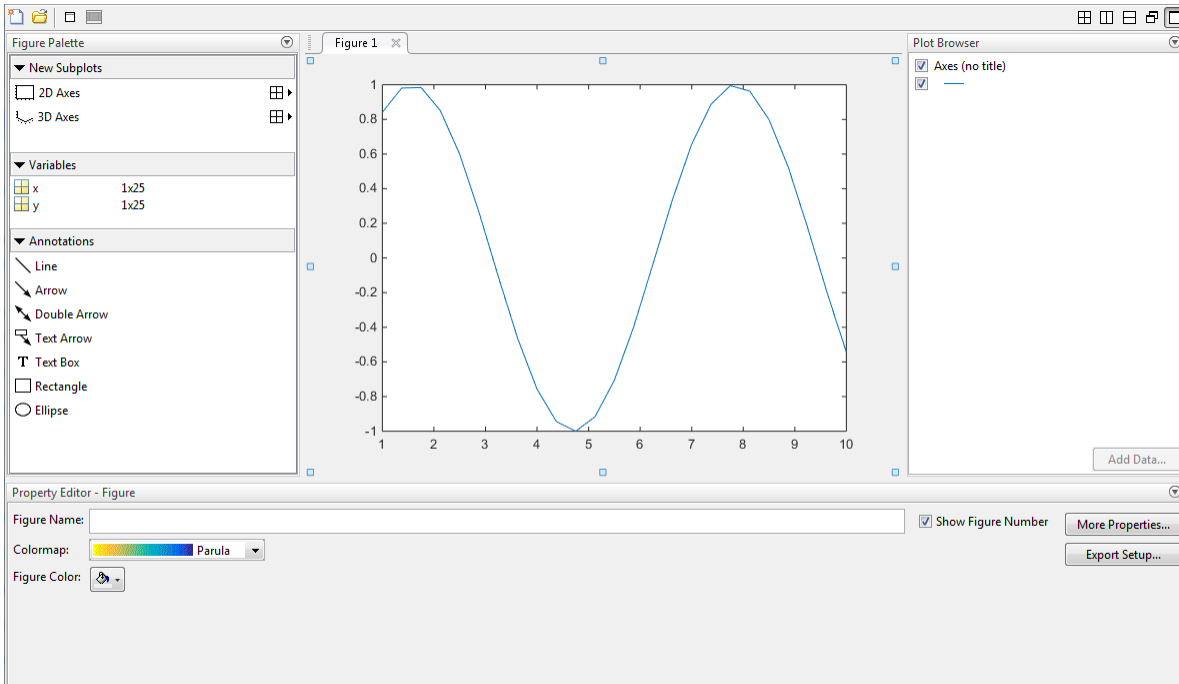 Figure Palette
New Subplots
2D Axes
3D Axes
Variables
x 1x25
y 1x25
Annotations
Line
Arrow
Double Arrow
Text Arrow
T Text Box
Rectangle
Ellipse
Figure 1
1
0.8
0.6
0.4
0.2
0
-0.2
-0.4
-0.6
-0.8
-1
1 2 3 4 5 6 7 8 9 10
Plot Browser
Axes (no title)
Add Data...
Property Editor - Figure
Figure Name:
Show Figure Number
More Properties...
Colormap: Parula
Export Setup...
Figure Color: